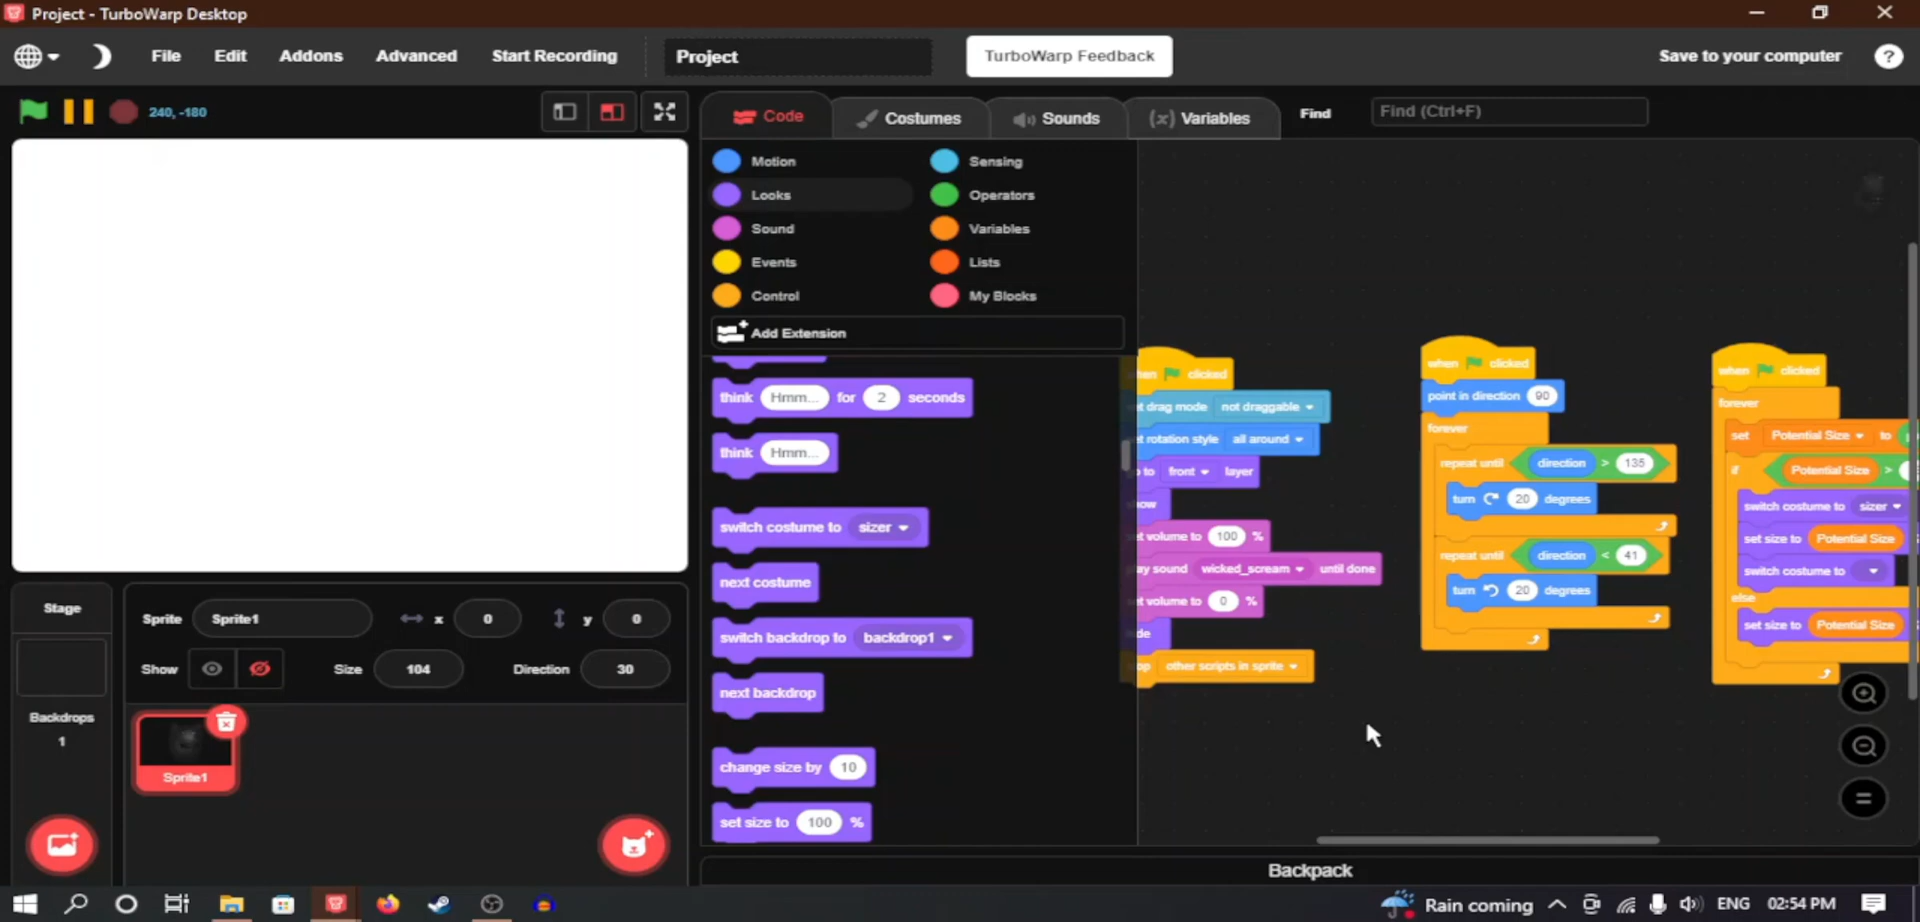 Project - TurboWarp Desktop
File Edit Addons Advanced Start Recording Project TurboWarp Feedback Save to your computer ?
240, -180
Code Costumes Sounds Variables Find Find (Ctrl+F)
Motion Sensing
Looks Operators
Sound Variables
Events Lists
Control My Blocks
Add Extension
think Hmm... for 2 seconds
think Hmm...
switch costume to sizer
next costume
switch backdrop to backdrop1
next backdrop
change size by 10
set size to 100 %
clicked
drag mode not draggable
rotation style all around
front layer
volume to 100 %
sound wicked_scream until done
volume to 0 %
other scripts in sprite
when clicked
point in direction 90
forever
repeat until direction > 135
turn 20 degrees
repeat until direction < 41
turn 20 degrees
when clicked
forever
set Potential Size to
if Potential Size >
switch costume to sizer
set size to Potential Size
switch costume to
else
set size to Potential Size
Stage
Backdrops
1
Sprite Sprite1 x 0 y 0
Show Size 104 Direction 30
Sprite1
Backpack
Rain coming ENG 02:54 PM